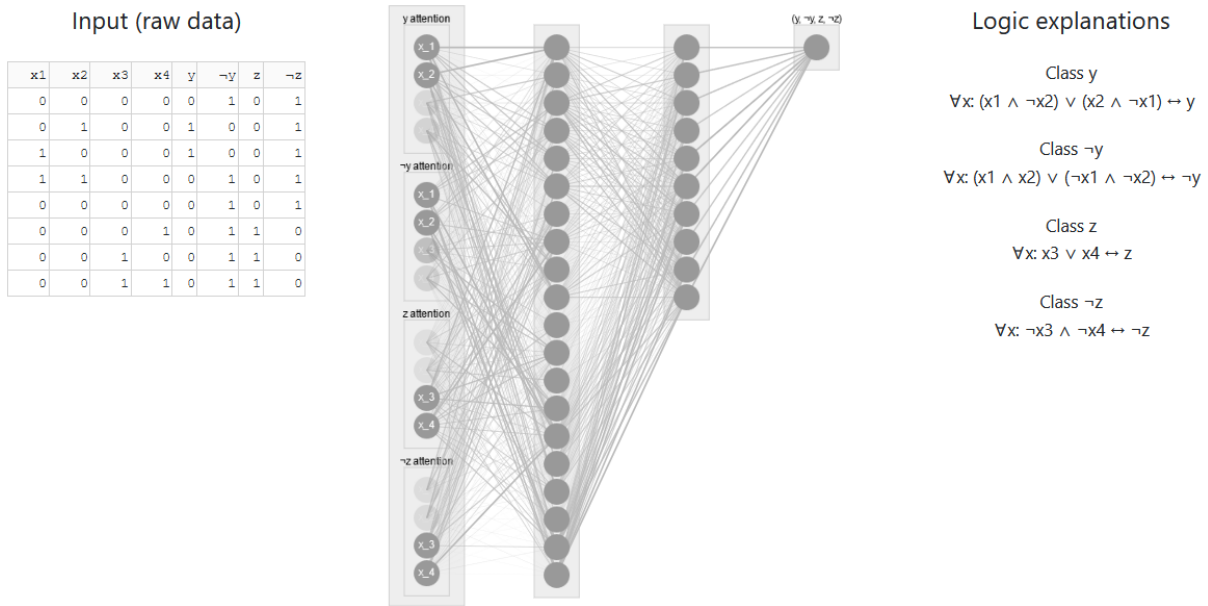 Input (raw data)
x1 x2 x3 x4 y ¬y z ¬z
0 0 0 0 0 1 0 1
0 1 0 0 1 0 0 1
1 0 0 0 1 0 0 1
1 1 0 0 0 1 0 1
0 0 0 0 0 1 0 1
0 0 0 1 0 1 1 0
0 0 1 0 0 1 1 0
0 0 1 1 0 1 1 0
y attention
x_1
x_2
¬y attention
x_1
x_2
z attention
x_3
x_4
¬z attention
x_3
x_4
(y, ¬y, z, ¬z)
Logic explanations
Class y
∀x: (x1 ∧ ¬x2) ∨ (x2 ∧ ¬x1) ↔ y
Class ¬y
∀x: (x1 ∧ x2) ∨ (¬x1 ∧ ¬x2) ↔ ¬y
Class z
∀x: x3 ∨ x4 ↔ z
Class ¬z
∀x: ¬x3 ∧ ¬x4 ↔ ¬z